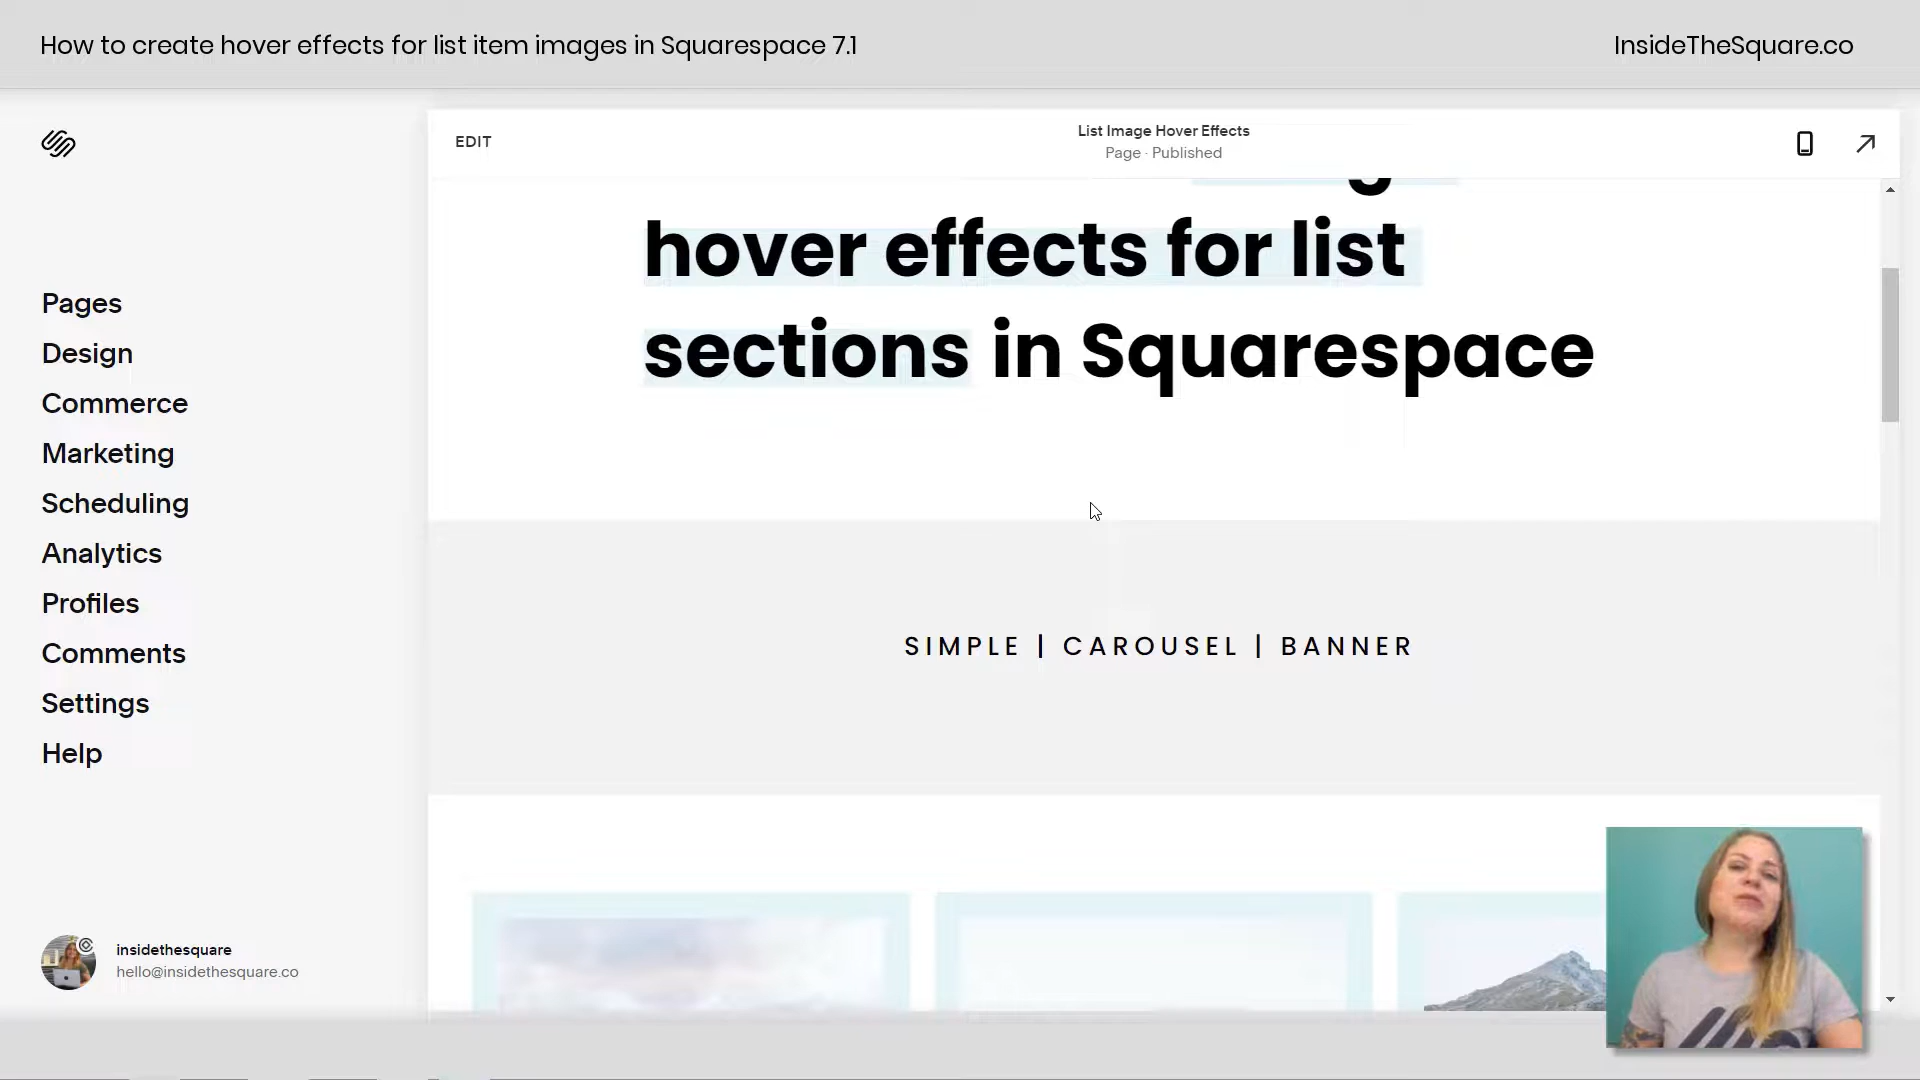 How to create hover effects for list item images in Squarespace 7.1
InsideTheSquare.co
EDIT
List Image Hover Effects
Page · Published
hover effects for list
sections in Squarespace
Pages
Design
Commerce
Marketing
Scheduling
Analytics
Profiles
Comments
Settings
Help
SIMPLE | CAROUSEL | BANNER
insidethesquare
hello@insidethesquare.co